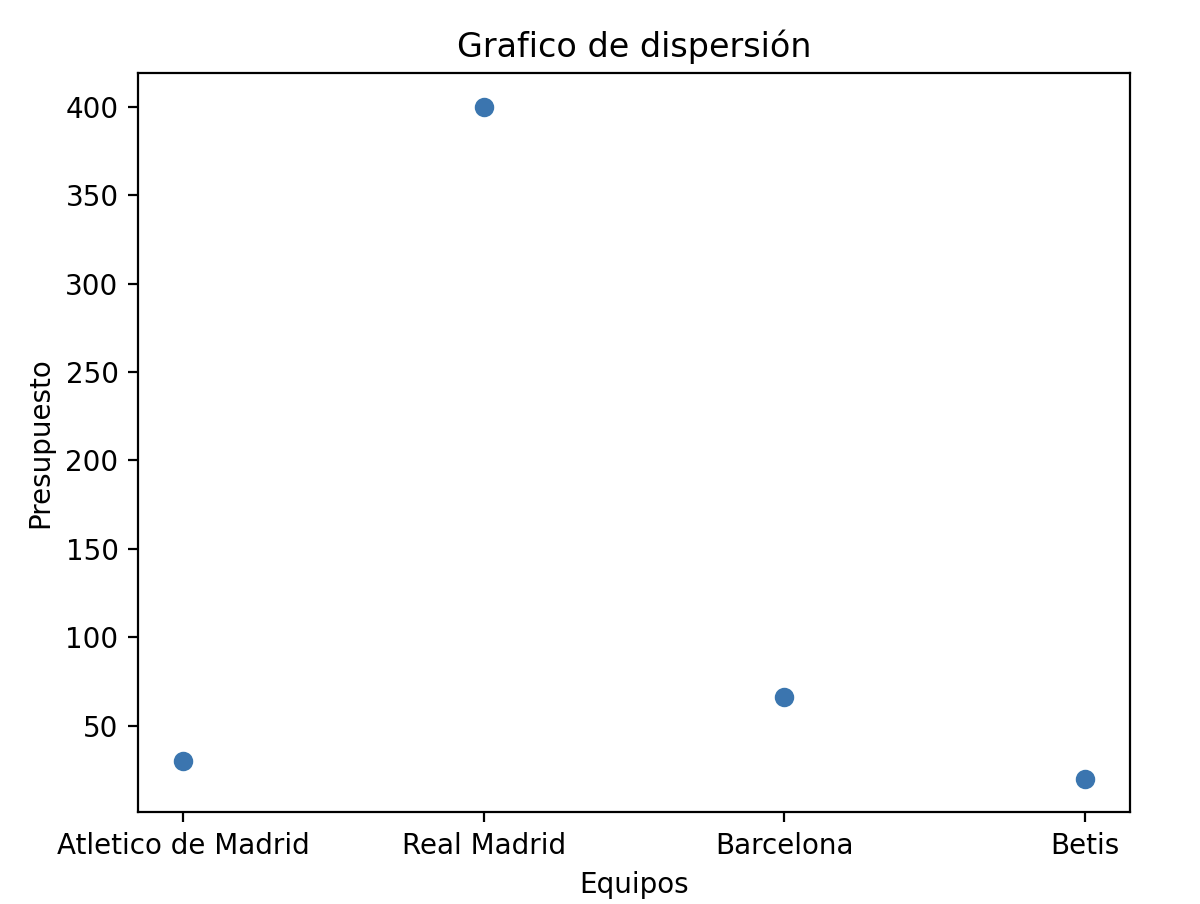 Grafico de dispersión
400
350
300
250
200
150
100
50
Presupuesto
Atletico de Madrid Real Madrid Barcelona Betis
Equipos